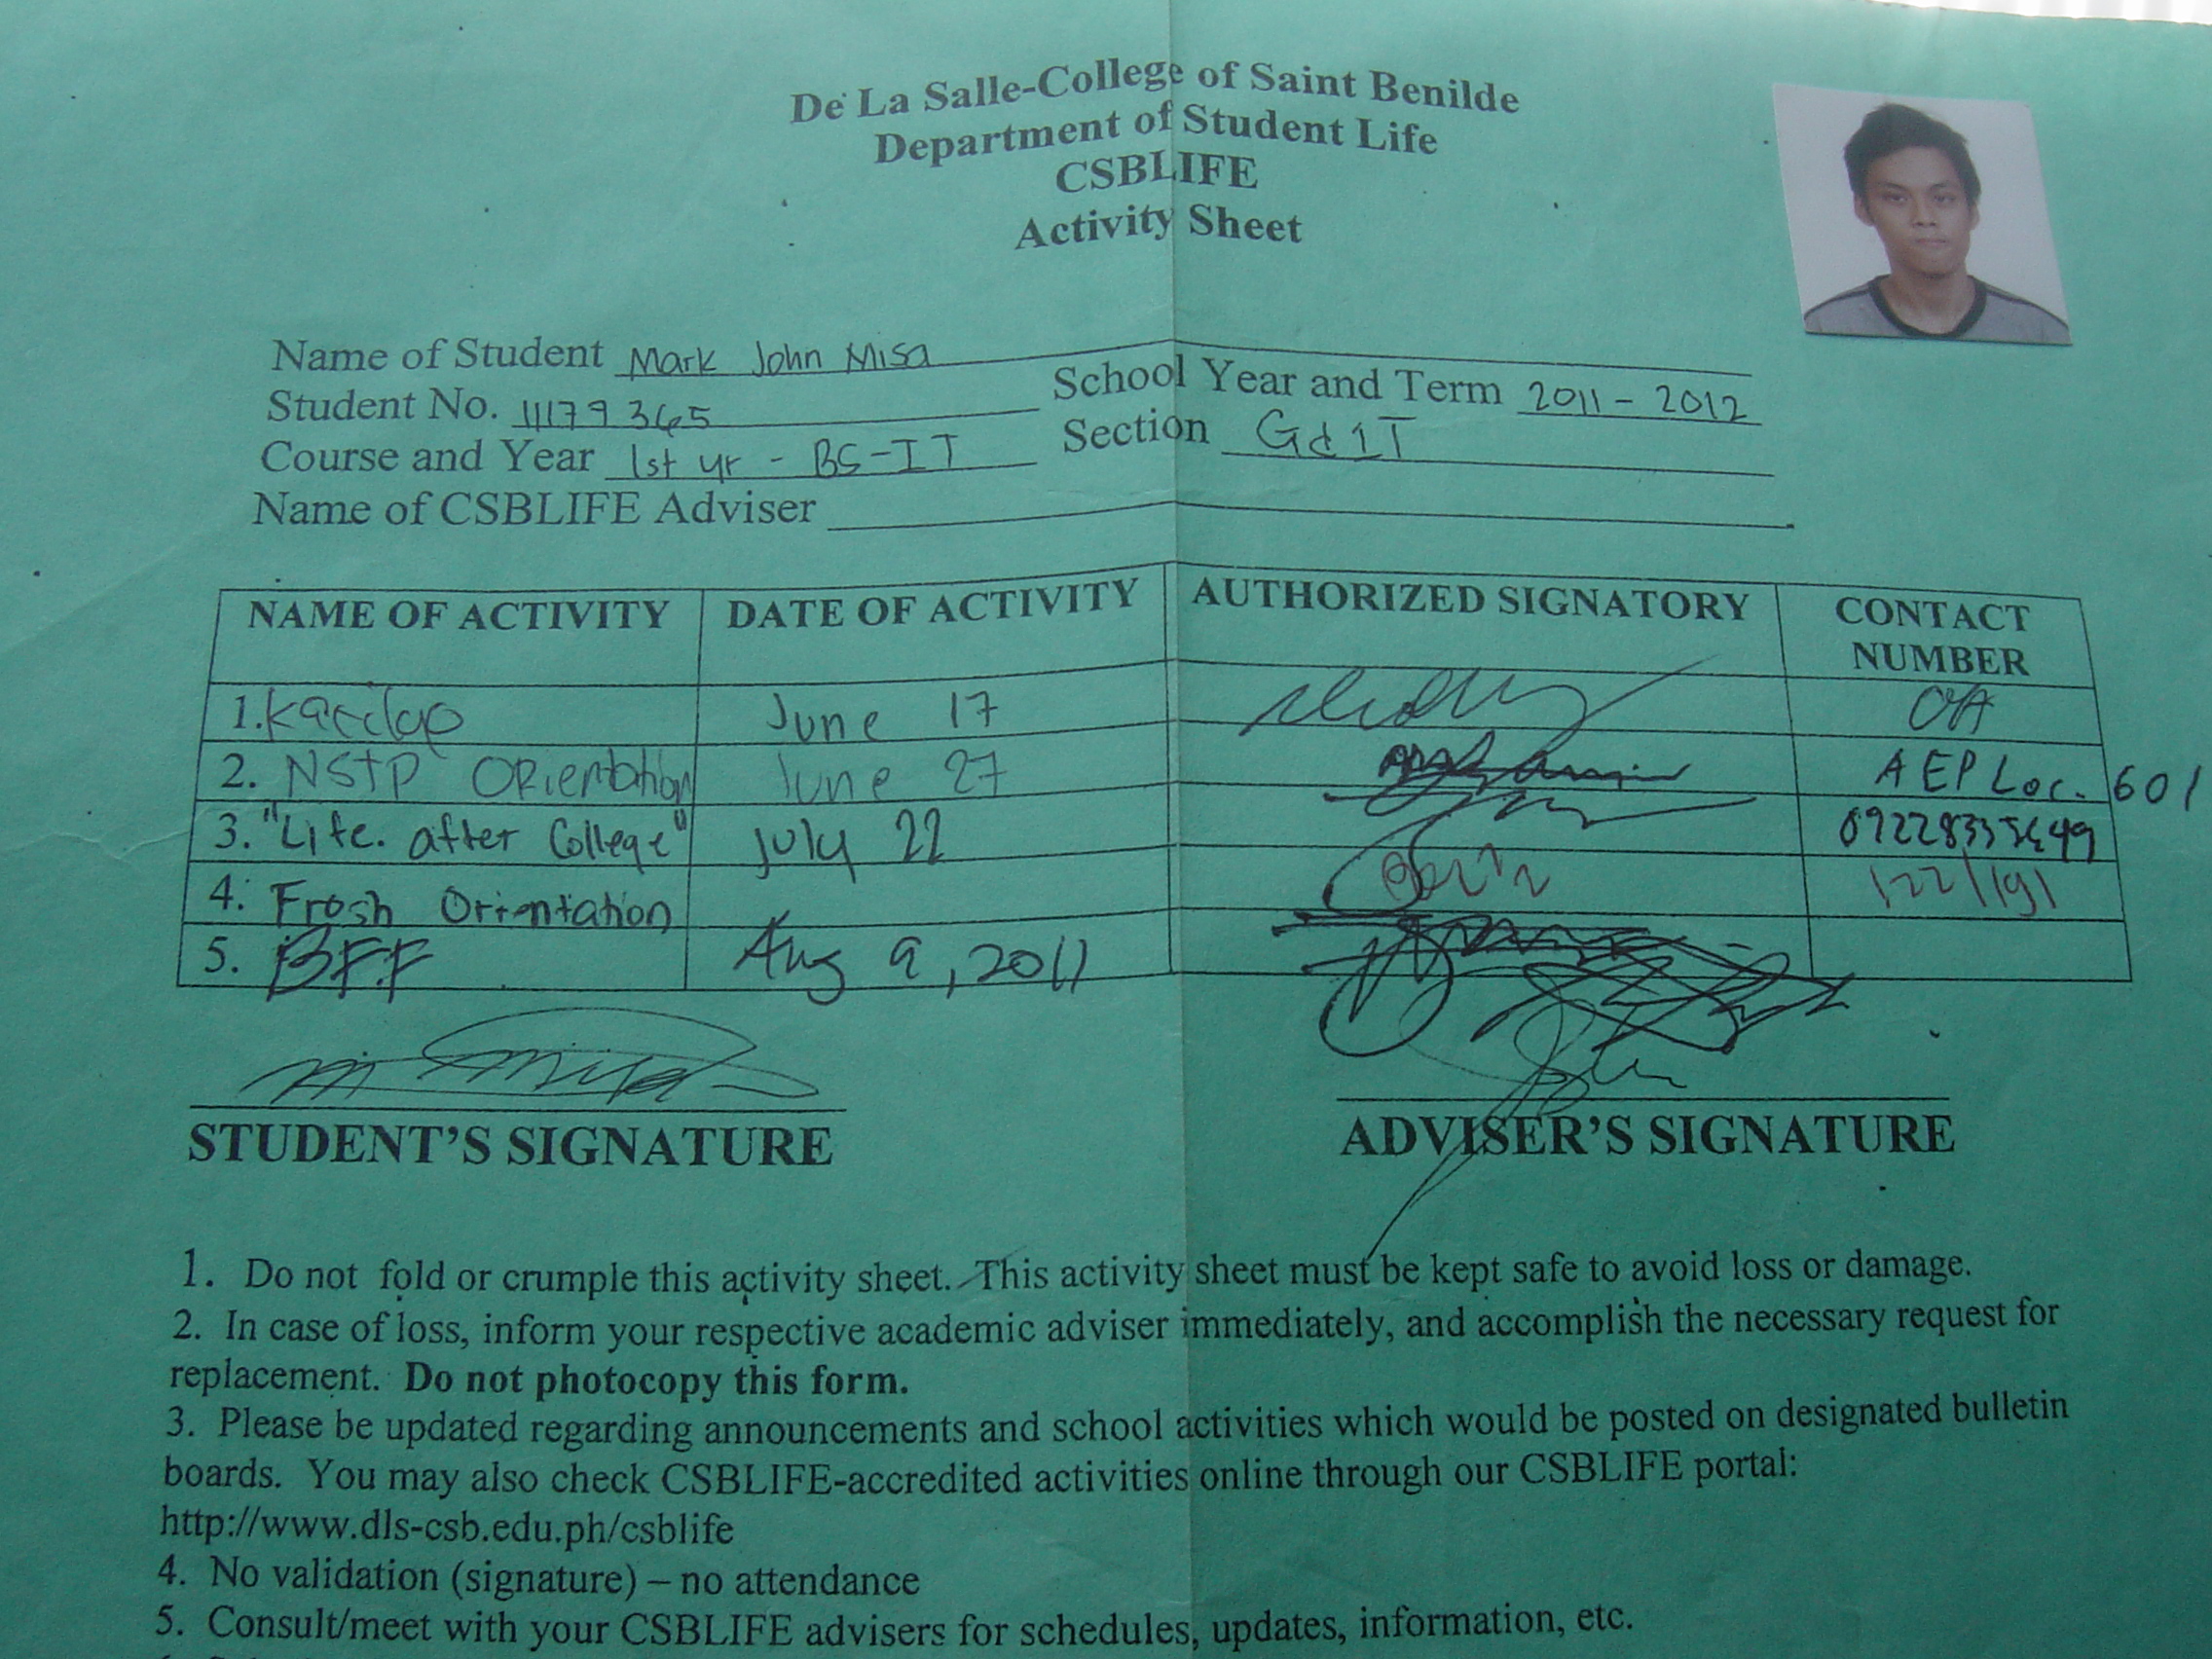 De La Salle-College of Saint Benilde
Department of Student Life
CSBLIFE
Activity Sheet
Name of Student Mark John Misa
School Year and Term 2011 - 2012
Student No. 11179365
Section Gd1T
Course and Year 1st yr - BS-IT
Name of CSBLIFE Adviser
NAME OF ACTIVITY DATE OF ACTIVITY AUTHORIZED SIGNATORY CONTACT NUMBER
1. June 17
2. NSTP ORientation June 27 AEP Loc. 601
3. "Life. after College" July 22
4. Frosh Orientation 122/191
5. BFF Aug 9, 2011
STUDENT'S SIGNATURE ADVISER'S SIGNATURE
1. Do not fold or crumple this activity sheet. This activity sheet must be kept safe to avoid loss or damage.
2. In case of loss, inform your respective academic adviser immediately, and accomplish the necessary request for
replacement. Do not photocopy this form.
3. Please be updated regarding announcements and school activities which would be posted on designated bulletin
boards. You may also check CSBLIFE-accredited activities online through our CSBLIFE portal:
http://www.dls-csb.edu.ph/csblife
4. No validation (signature) – no attendance
5. Consult/meet with your CSBLIFE advisers for schedules, updates, information, etc.